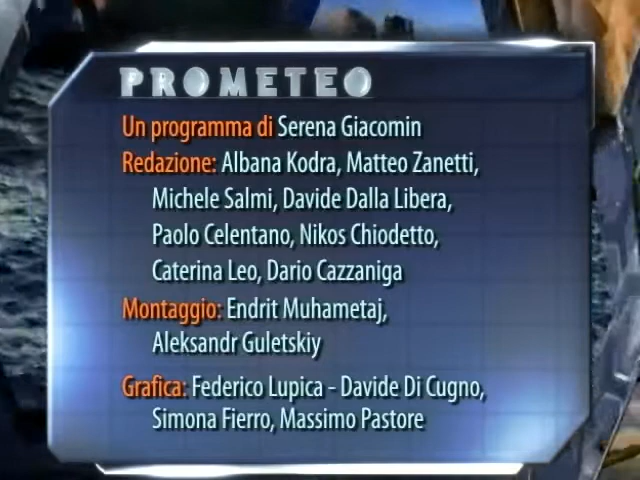 PROMETEO
Un programma di Serena Giacomin
Redazione: Albana Kodra, Matteo Zanetti,
Michele Salmi, Davide Dalla Libera,
Paolo Celentano, Nikos Chiodetto,
Caterina Leo, Dario Cazzaniga
Montaggio: Endrit Muhametaj,
Aleksandr Guletskiy
Grafica: Federico Lupica - Davide Di Cugno,
Simona Fierro, Massimo Pastore